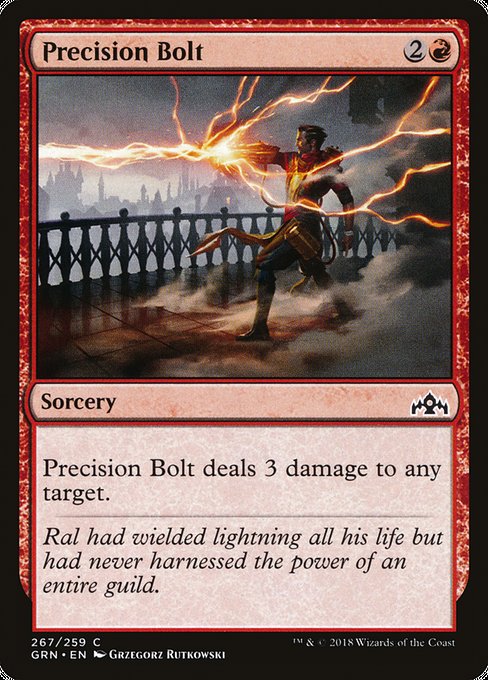 Precision Bolt 2
Sorcery
Precision Bolt deals 3 damage to any
target.
Ral had wielded lightning all his life but
had never harnessed the power of an
entire guild.
267/259 C
GRN • EN Grzegorz Rutkowski
™ & © 2018 Wizards of the Coast